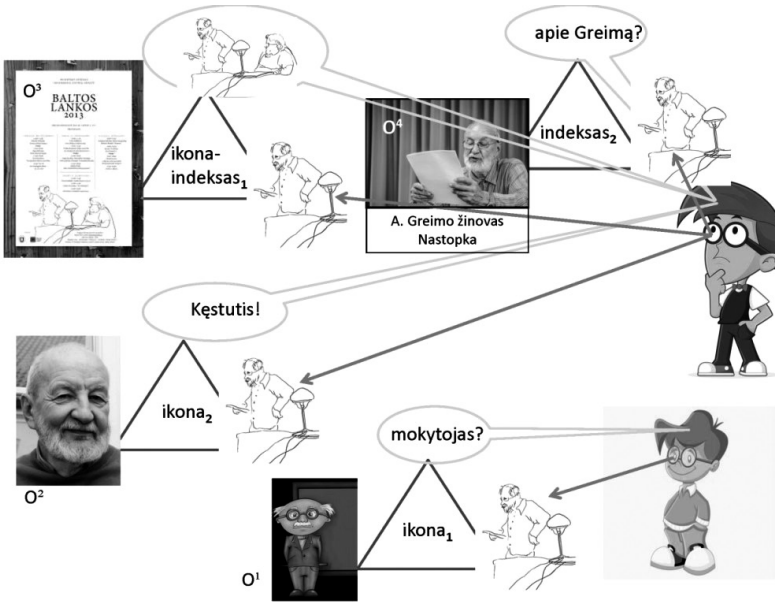 apie Greimą?
O³
BALTOS
LANKOS
2013
O⁴
indeksas₂
ikona-
indeksas₁
A. Greimo žinovas
Nastopka
Kęstutis!
ikona₂
O²
mokytojas?
ikona₁
O¹